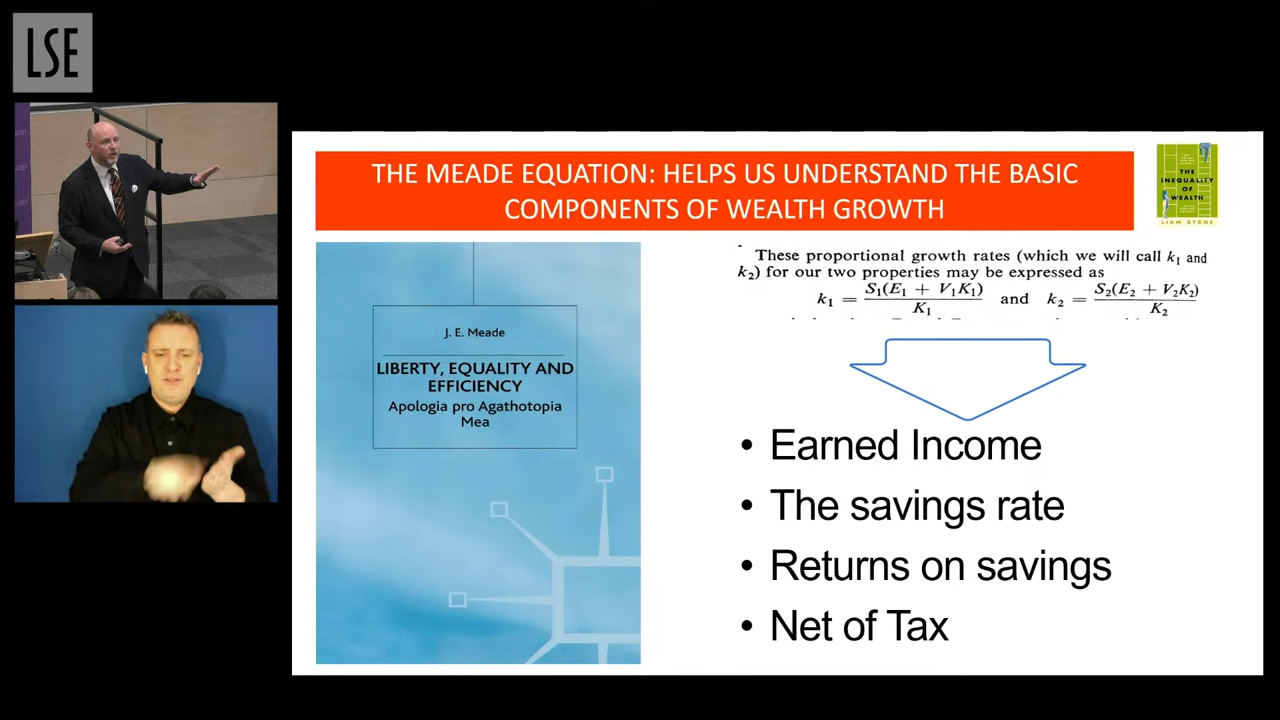 LSE
THE MEADE EQUATION: HELPS US UNDERSTAND THE BASIC
COMPONENTS OF WEALTH GROWTH
THE
INEQUALITY
OF
WEALTH
LIAM BYRNE
J. E. Meade
LIBERTY, EQUALITY AND
EFFICIENCY
Apologia pro Agathotopia
Mea
These proportional growth rates (which we will call k₁ and
k₂) for our two properties may be expressed as
k₁ = S₁(E₁ + V₁K₁) / K₁ and k₂ = S₂(E₂ + V₂K₂) / K₂
• Earned Income
• The savings rate
• Returns on savings
• Net of Tax